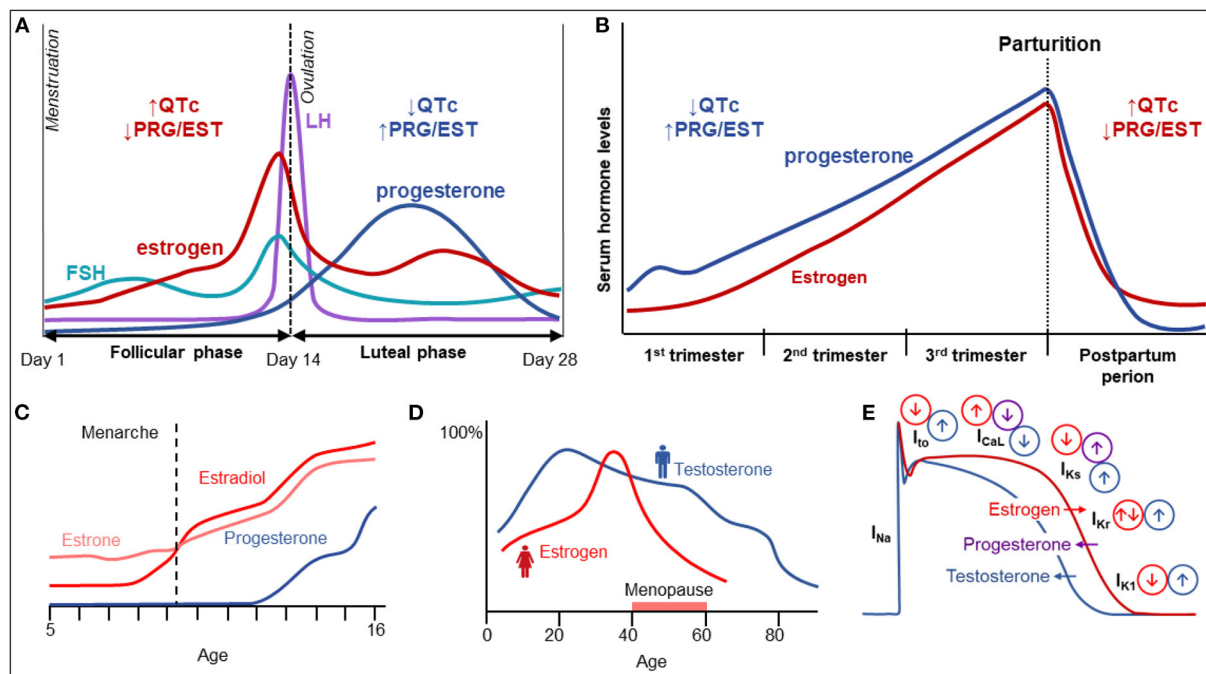 A
Menstruation
Ovulation
↑QTc
↓PRG/EST
LH
↓QTc
↑PRG/EST
progesterone
estrogen
FSH
Day 1
Follicular phase
Day 14
Luteal phase
Day 28
B
Parturition
↓QTc
↑PRG/EST
↑QTc
↓PRG/EST
progesterone
Estrogen
Serum hormone levels
1st trimester
2nd trimester
3rd trimester
Postpartum
perion
C
Menarche
Estradiol
Estrone
Progesterone
5
16
Age
D
100%
Testosterone
Estrogen
Menopause
0
20
40
60
80
Age
E
↓
↑
Ito
↑
↓
↓
ICaL
↓
↑
↑
IKs
INa
Estrogen
IKr
↑↓
↑
Progesterone
Testosterone
IK1
↓
↑